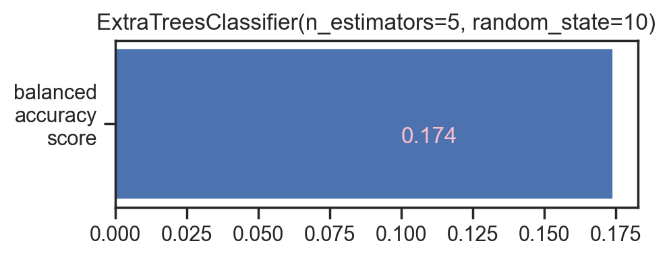 ExtraTreesClassifier(n_estimators=5, random_state=10)
balanced
accuracy
score
0.174
0.000 0.025 0.050 0.075 0.100 0.125 0.150 0.175